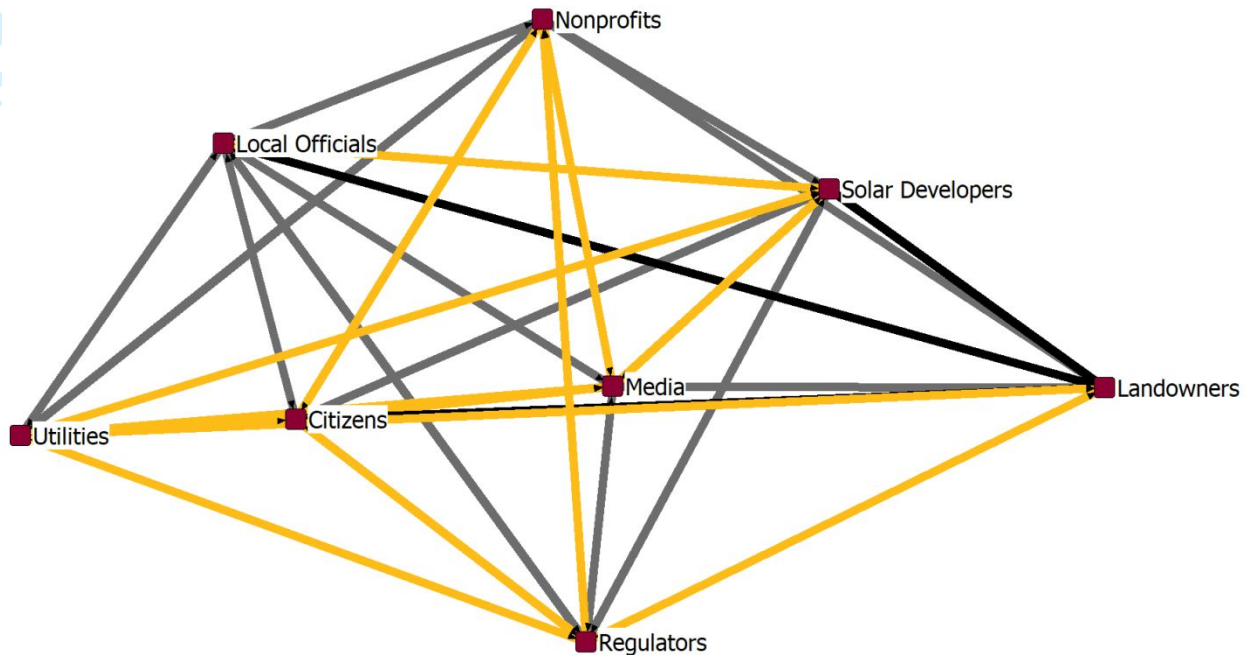 Nonprofits
Local Officials
Solar Developers
Media
Landowners
Citizens
Utilities
Regulators